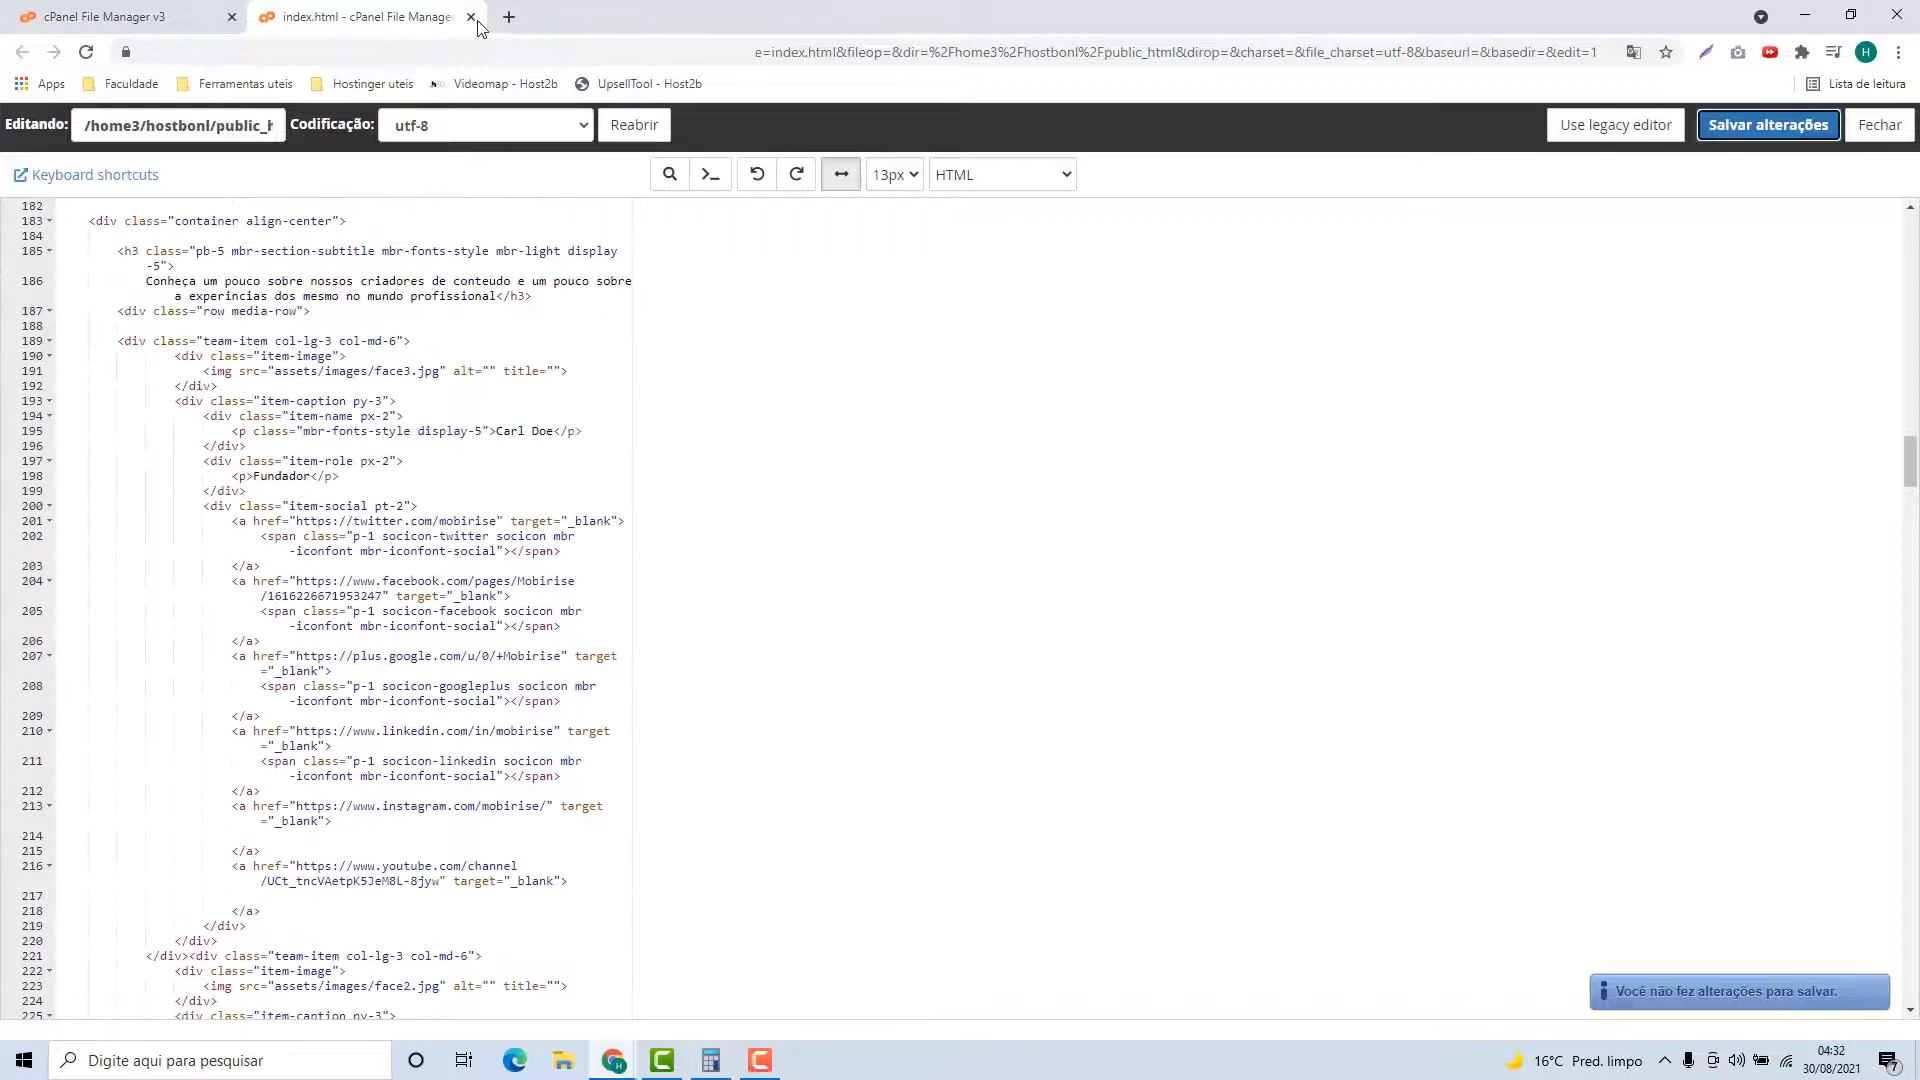 cPanel File Manager v3
index.html - cPanel File Manage
e=index.html&fileop=&dir=%2Fhome3%2Fhostbonl%2Fpublic_html&dirop=&charset=&file_charset=utf-8&baseurl=&basedir=&edit=1
H
Apps
Faculdade
Ferramentas uteis
Hostinger uteis
Videomap - Host2b
UpsellTool - Host2b
Lista de leitura
Editando:
/home3/hostbonl/public_h
Codificação:
utf-8
Reabrir
Use legacy editor
Salvar alterações
Fechar
Keyboard shortcuts
13px
HTML
182
183 <div class="container align-center">
184
185 <h3 class="pb-5 mbr-section-subtitle mbr-fonts-style mbr-light display
-5">
186 Conheça um pouco sobre nossos criadores de conteudo e um pouco sobre
a experincias dos mesmo no mundo profissional</h3>
187 <div class="row media-row">
188
189 <div class="team-item col-lg-3 col-md-6">
190 <div class="item-image">
191 <img src="assets/images/face3.jpg" alt="" title="">
192 </div>
193 <div class="item-caption py-3">
194 <div class="item-name px-2">
195 <p class="mbr-fonts-style display-5">Carl Doe</p>
196 </div>
197 <div class="item-role px-2">
198 <p>Fundador</p>
199 </div>
200 <div class="item-social pt-2">
201 <a href="https://twitter.com/mobirise" target="_blank">
202 <span class="p-1 socicon-twitter socicon mbr
-iconfont mbr-iconfont-social"></span>
203 </a>
204 <a href="https://www.facebook.com/pages/Mobirise
/1616226671953247" target="_blank">
205 <span class="p-1 socicon-facebook socicon mbr
-iconfont mbr-iconfont-social"></span>
206 </a>
207 <a href="https://plus.google.com/u/0/+Mobirise" target
="_blank">
208 <span class="p-1 socicon-googleplus socicon mbr
-iconfont mbr-iconfont-social"></span>
209 </a>
210 <a href="https://www.linkedin.com/in/mobirise" target
="_blank">
211 <span class="p-1 socicon-linkedin socicon mbr
-iconfont mbr-iconfont-social"></span>
212 </a>
213 <a href="https://www.instagram.com/mobirise/" target
="_blank">
214
215 </a>
216 <a href="https://www.youtube.com/channel
/UCt_tncVAetpK5JeM8L-8jyw" target="_blank">
217
218 </a>
219 </div>
220 </div>
221 </div><div class="team-item col-lg-3 col-md-6">
222 <div class="item-image">
223 <img src="assets/images/face2.jpg" alt="" title="">
224 </div>
225 <div class="item-caption py-3">
Você não fez alterações para salvar.
Digite aqui para pesquisar
16°C Pred. limpo
04:32
30/08/2021
7